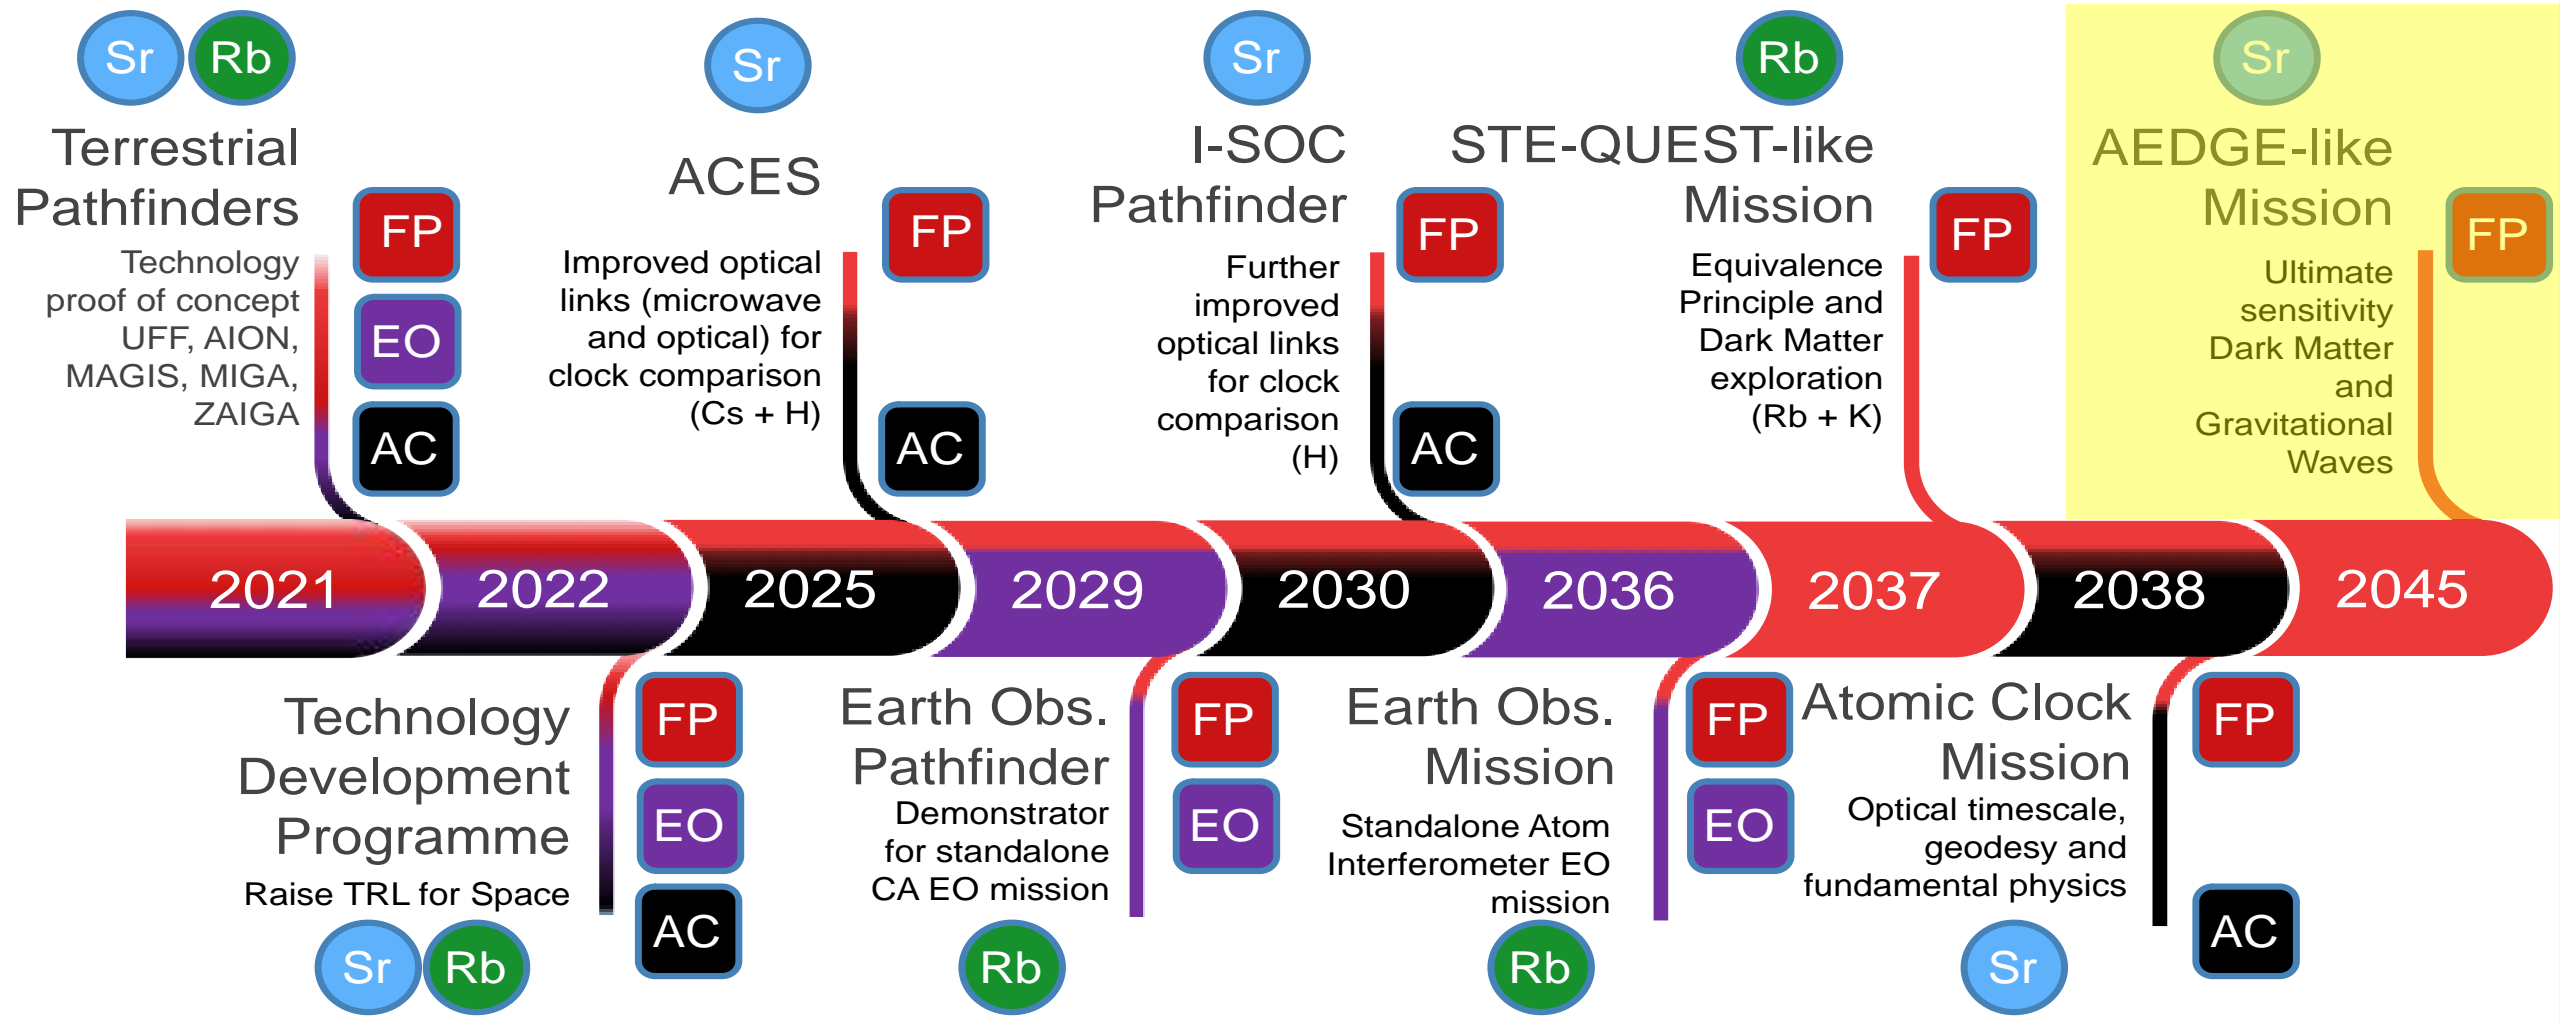 Sr Rb
Terrestrial
Pathfinders
Technology
proof of concept
UFF, AION,
MAGIS, MIGA,
ZAIGA
FP
EO
AC
Sr
ACES
Improved optical
links (microwave
and optical) for
clock comparison
(Cs + H)
FP
AC
Sr
I-SOC
Pathfinder
Further
improved
optical links
for clock
comparison
(H)
FP
AC
Rb
STE-QUEST-like
Mission
Equivalence
Principle and
Dark Matter
exploration
(Rb + K)
FP
Sr
AEDGE-like
Mission
Ultimate
sensitivity
Dark Matter
and
Gravitational
Waves
FP
2021 2022 2025 2029 2030 2036 2037 2038 2045
Technology
Development
Programme
Raise TRL for Space
Sr Rb
FP
EO
AC
Earth Obs.
Pathfinder
Demonstrator
for standalone
CA EO mission
Rb
FP
EO
Earth Obs.
Mission
Standalone Atom
Interferometer EO
mission
Rb
FP
EO
Atomic Clock
Mission
Optical timescale,
geodesy and
fundamental physics
Sr
FP
AC